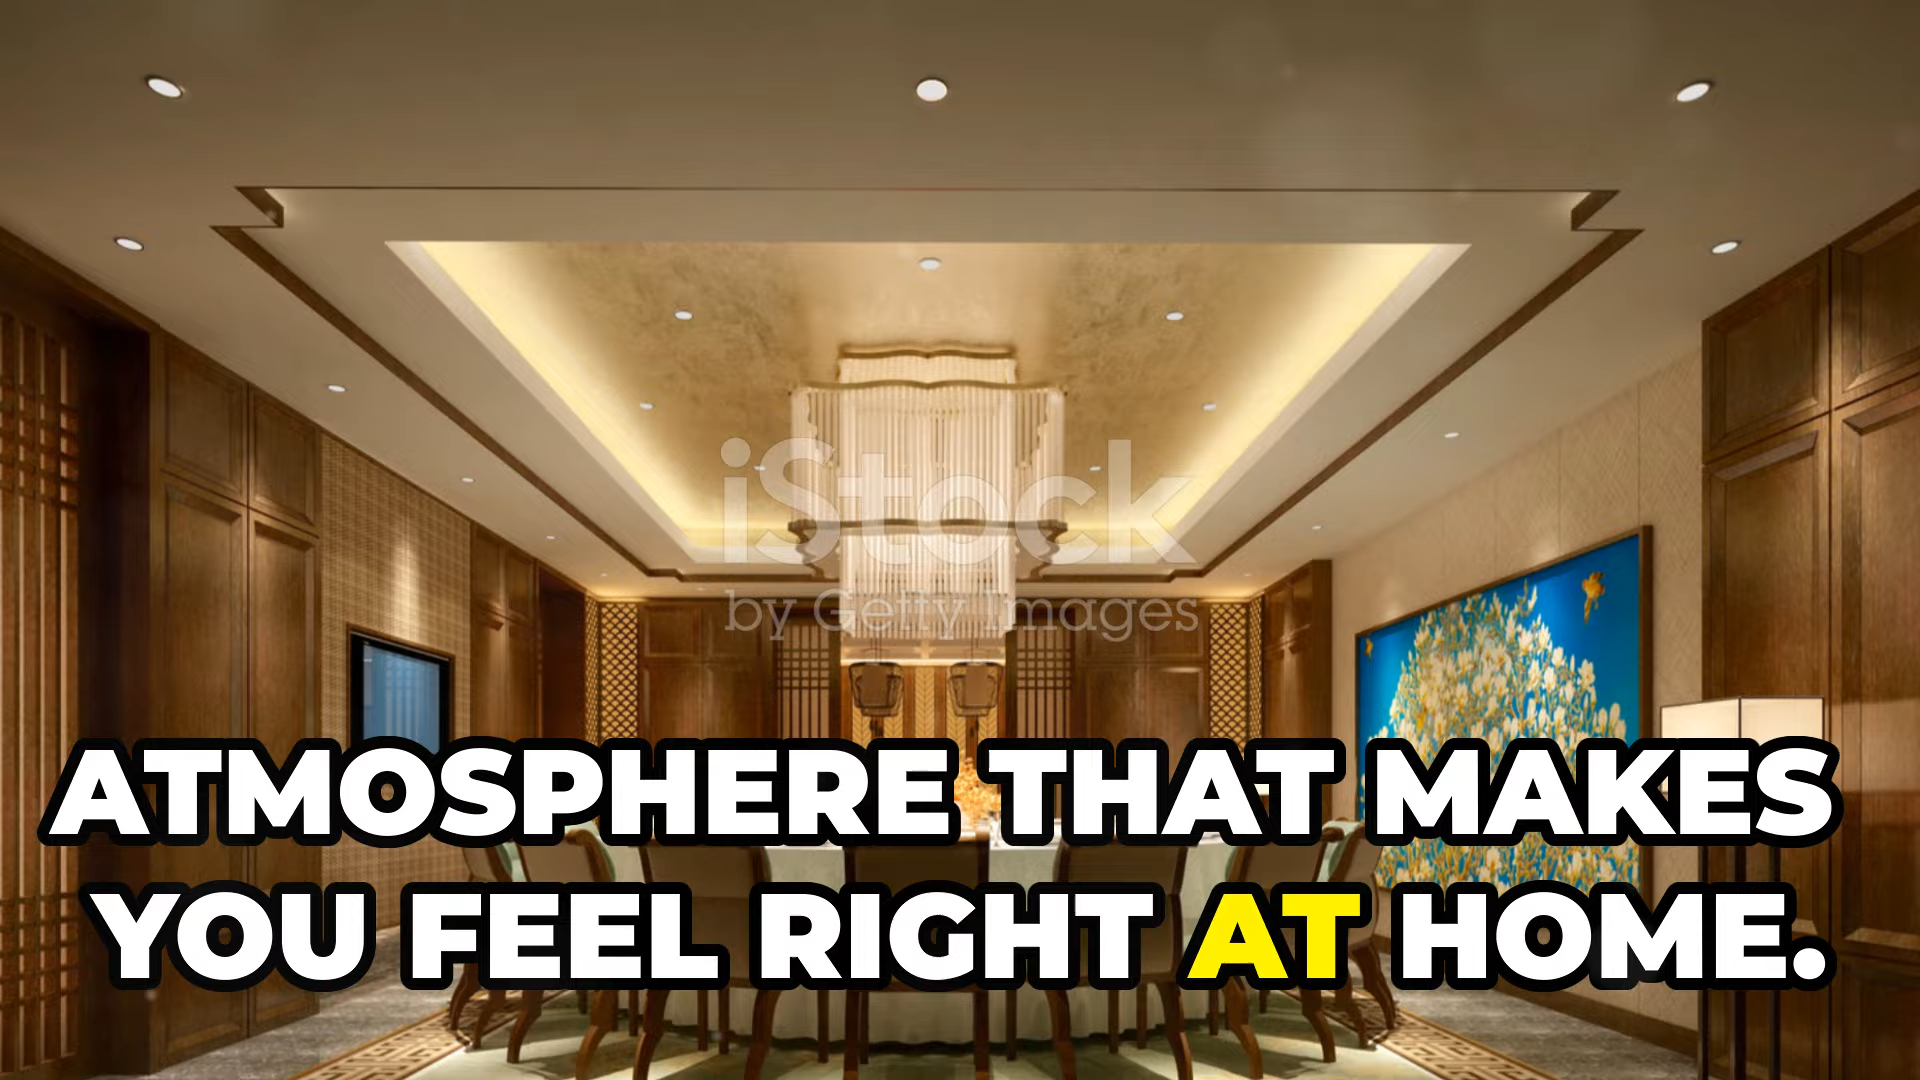 iStock
by Getty Images
ATMOSPHERE THAT MAKES
YOU FEEL RIGHT AT HOME.